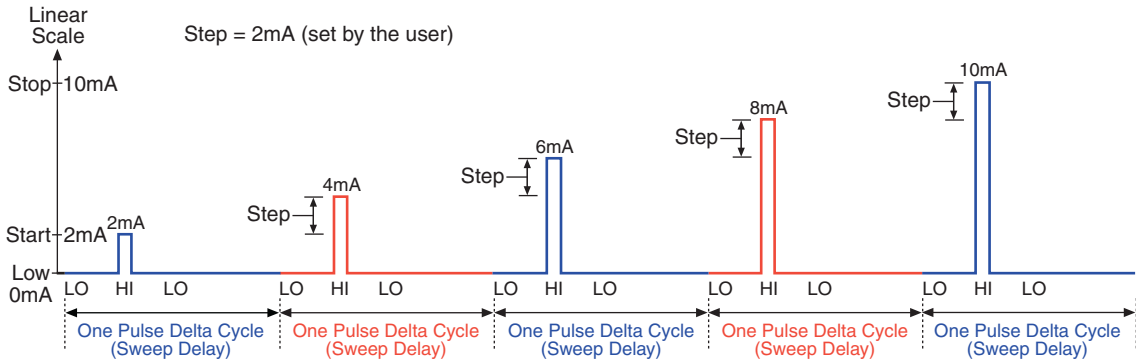 Linear
Scale
Step = 2mA (set by the user)
Stop 10mA
10mA
Step
8mA
Step
6mA
Step
4mA
Step
2mA
Start 2mA
Low
0mA
LO HI LO LO HI LO LO HI LO LO HI LO LO HI LO
One Pulse Delta Cycle
(Sweep Delay)
One Pulse Delta Cycle
(Sweep Delay)
One Pulse Delta Cycle
(Sweep Delay)
One Pulse Delta Cycle
(Sweep Delay)
One Pulse Delta Cycle
(Sweep Delay)